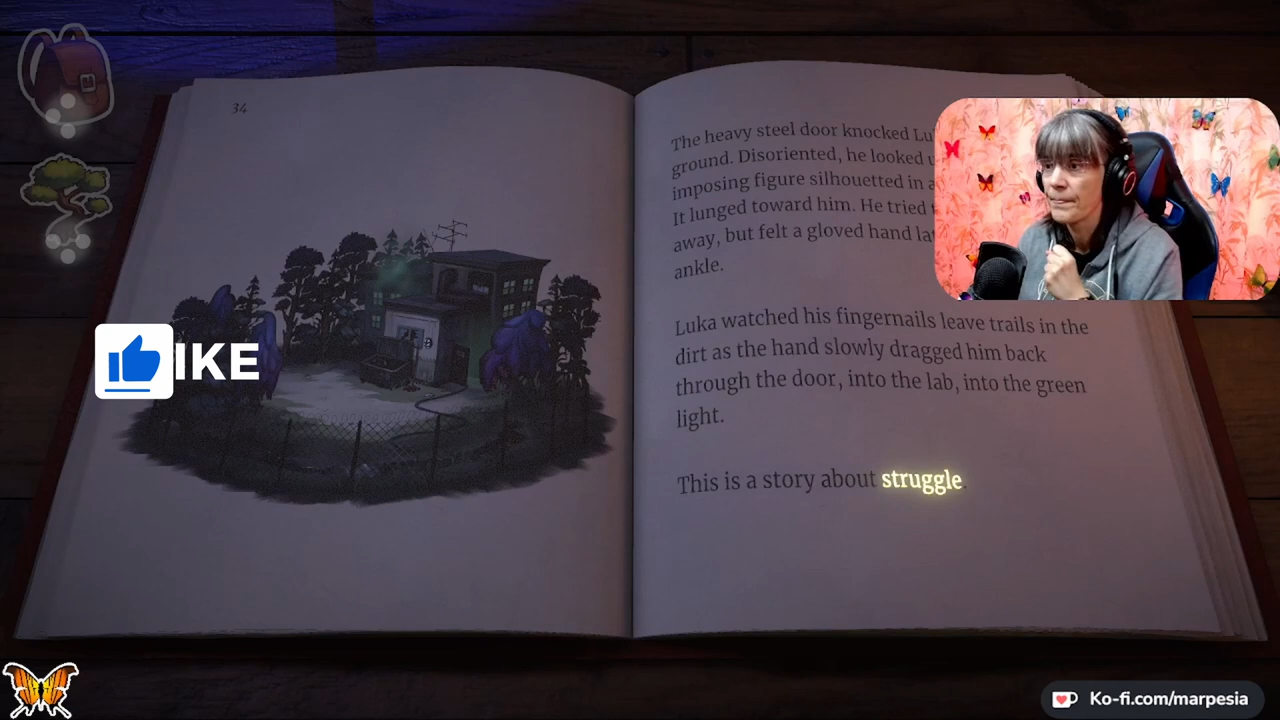 34
The heavy steel door knocked
ground. Disoriented, he looked
imposing figure silhouetted in a
It lunged toward him. He tried
away, but felt a gloved hand
ankle.
Luka watched his fingernails leave trails in the
dirt as the hand slowly dragged him back
through the door, into the lab, into the green
light.
This is a story about struggle.
IKE
Ko-fi.com/marpesia